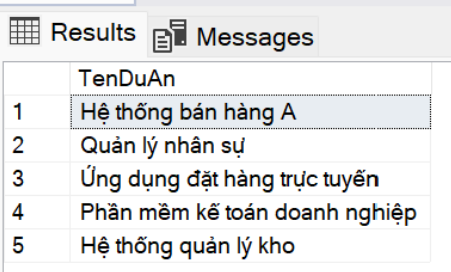 Results Messages
TenDuAn
1 Hệ thống bán hàng A
2 Quản lý nhân sự
3 Ứng dụng đặt hàng trực tuyến
4 Phần mềm kế toán doanh nghiệp
5 Hệ thống quản lý kho